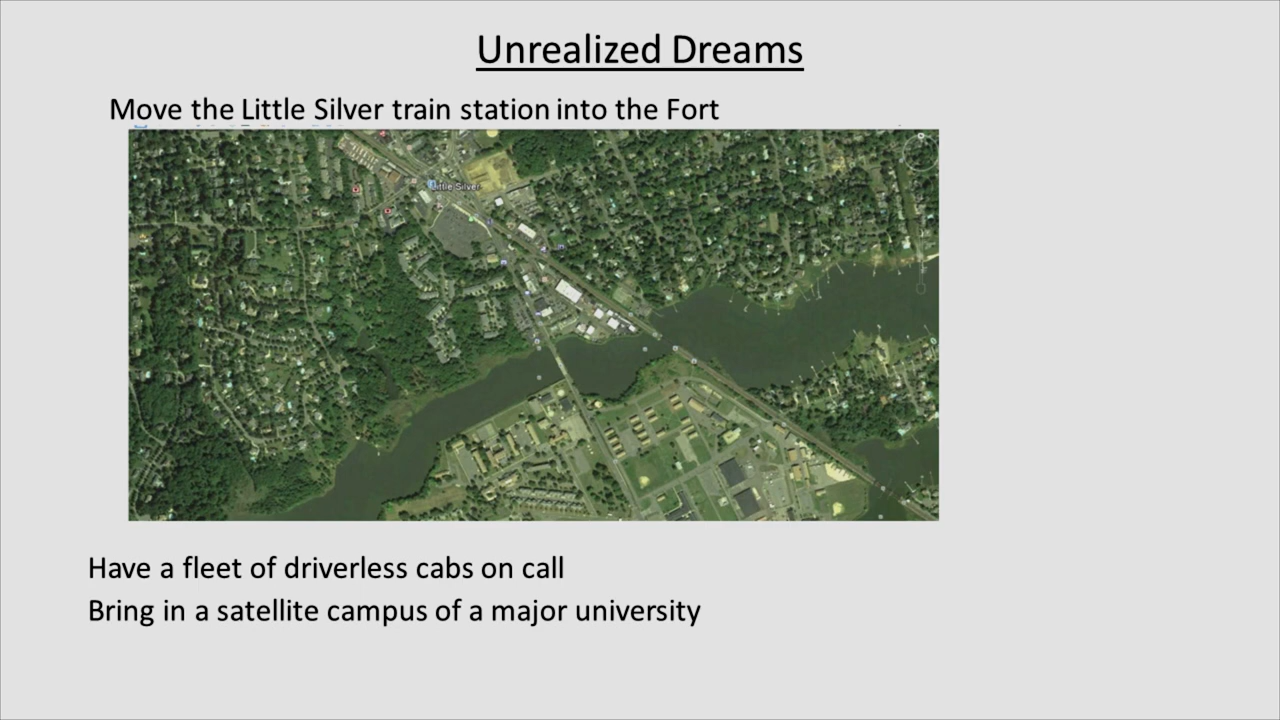 Unrealized Dreams
Move the Little Silver train station into the Fort
Little Silver
Have a fleet of driverless cabs on call
Bring in a satellite campus of a major university